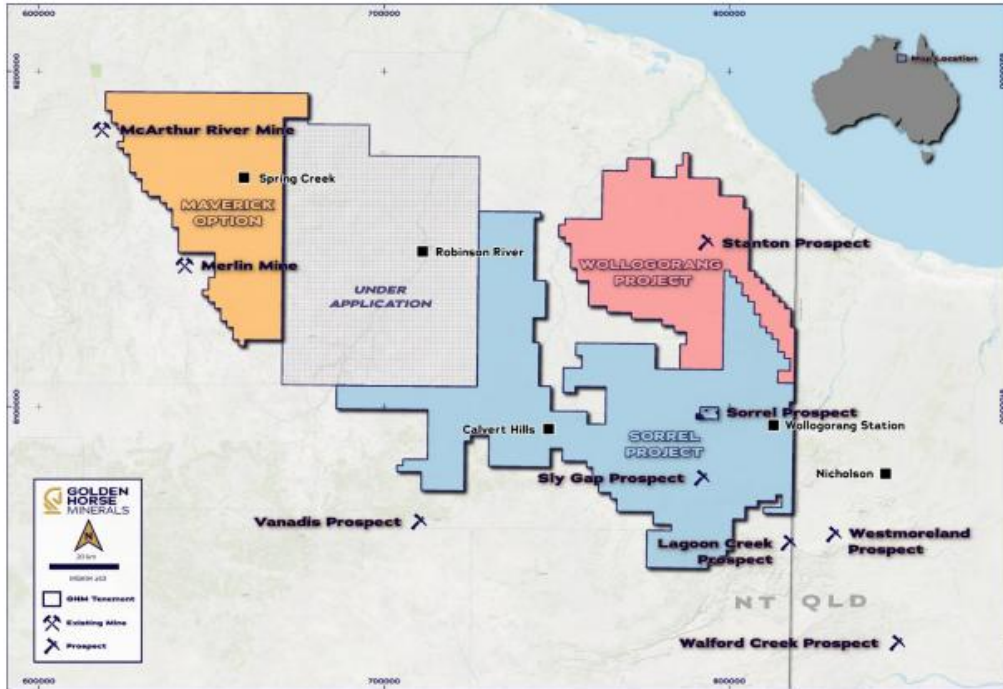 600000
700000
800000
Map Location
McArthur River Mine
Spring Creek
MAVERICK
OPTION
Robinson River
Merlin Mine
UNDER
APPLICATION
Stanton Prospect
WOLLOGORANG
PROJECT
Sorrel Prospect
Wollogorang Station
Calvert Hills
SORREL
PROJECT
Sly Gap Prospect
Nicholson
Vanadis Prospect
Lagoon Creek
Prospect
Westmoreland
Prospect
NT QLD
Walford Creek Prospect
GOLDEN
HORSE
MINERALS
N
GHM Tenement
Existing Mine
Prospect
600000
700000
800000